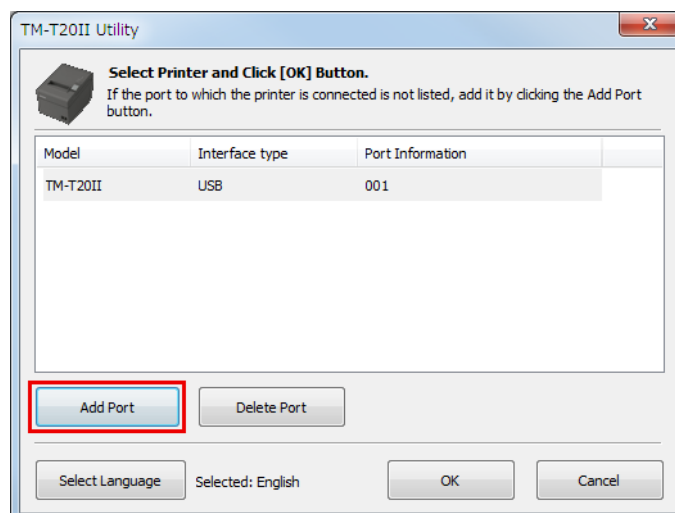 TM-T20II Utility
Select Printer and Click [OK] Button.
If the port to which the printer is connected is not listed, add it by clicking the Add Port
button.
Model Interface type Port Information
TM-T20II USB 001
Add Port Delete Port
Select Language Selected: English OK Cancel